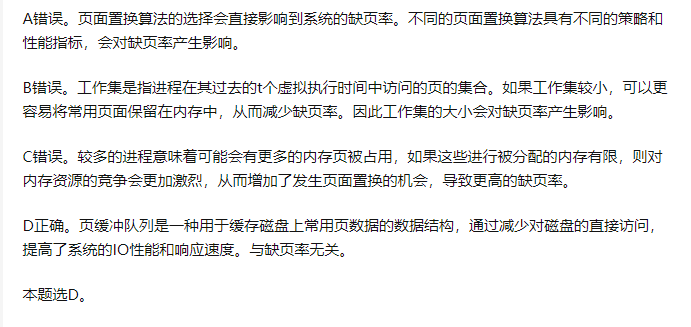 A错误。页面置换算法的选择会直接影响到系统的缺页率。不同的页面置换算法具有不同的策略和
性能指标，会对缺页率产生影响。
B错误。工作集是指进程在其过去的t个虚拟执行时间中访问的页的集合。如果工作集较小，可以更
容易将常用页面保留在内存中，从而减少缺页率。因此工作集的大小会对缺页率产生影响。
C错误。较多的进程意味着可能会有更多的内存页被占用，如果这些进行被分配的内存有限，则对
内存资源的竞争会更加激烈，从而增加了发生页面置换的机会，导致更高的缺页率。
D正确。页缓冲队列是一种用于缓存磁盘上常用页数据的数据结构，通过减少对磁盘的直接访问，
提高了系统的IO性能和响应速度。与缺页率无关。
本题选D。